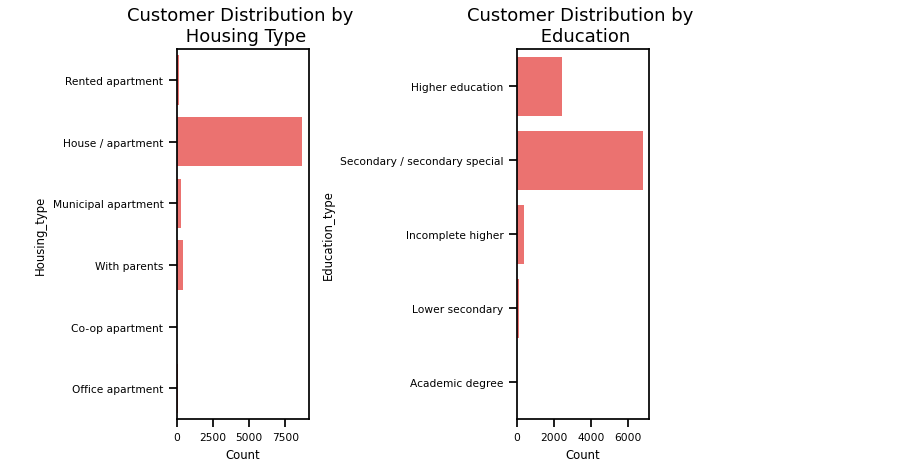 Customer Distribution by
Housing Type
Housing_type
Rented apartment
House / apartment
Municipal apartment
With parents
Co-op apartment
Office apartment
0 2500 5000 7500
Count
Customer Distribution by
Education
Education_type
Higher education
Secondary / secondary special
Incomplete higher
Lower secondary
Academic degree
0 2000 4000 6000
Count